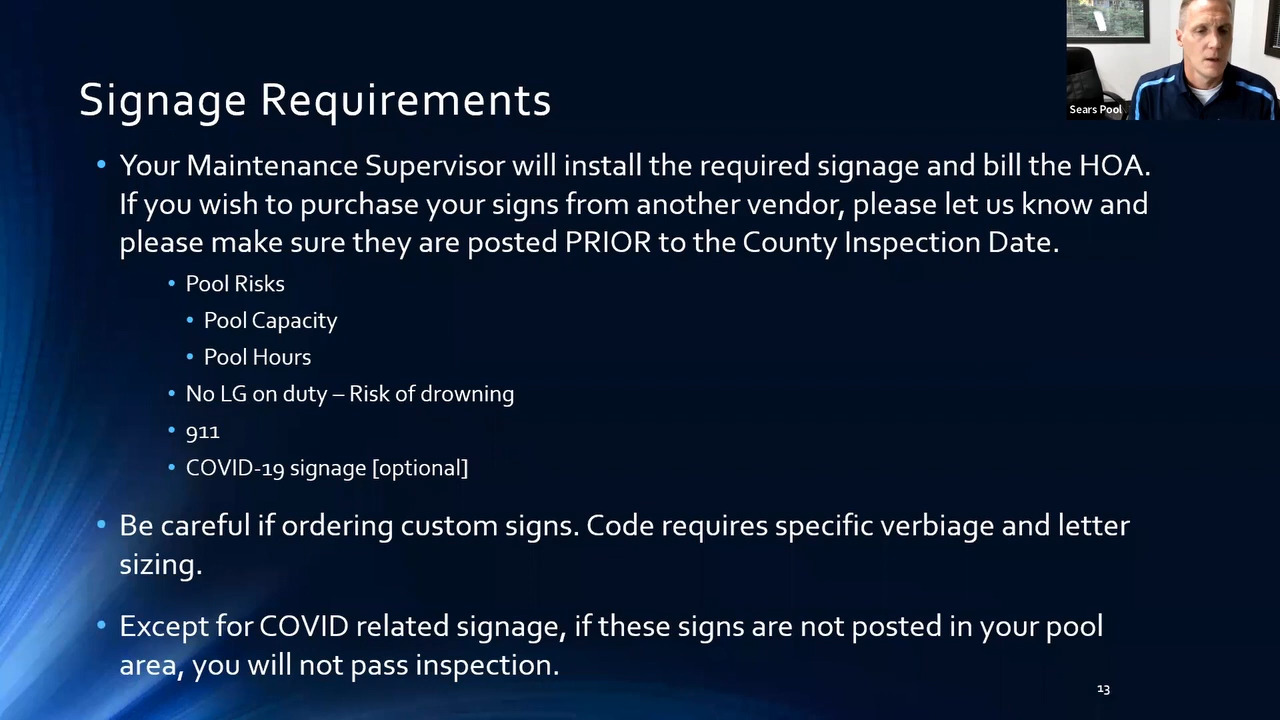 Sears Pool
Signage Requirements
• Your Maintenance Supervisor will install the required signage and bill the HOA.
If you wish to purchase your signs from another vendor, please let us know and
please make sure they are posted PRIOR to the County Inspection Date.
• Pool Risks
• Pool Capacity
• Pool Hours
• No LG on duty – Risk of drowning
• 911
• COVID-19 signage [optional]
• Be careful if ordering custom signs. Code requires specific verbiage and letter
sizing.
• Except for COVID related signage, if these signs are not posted in your pool
area, you will not pass inspection.
13